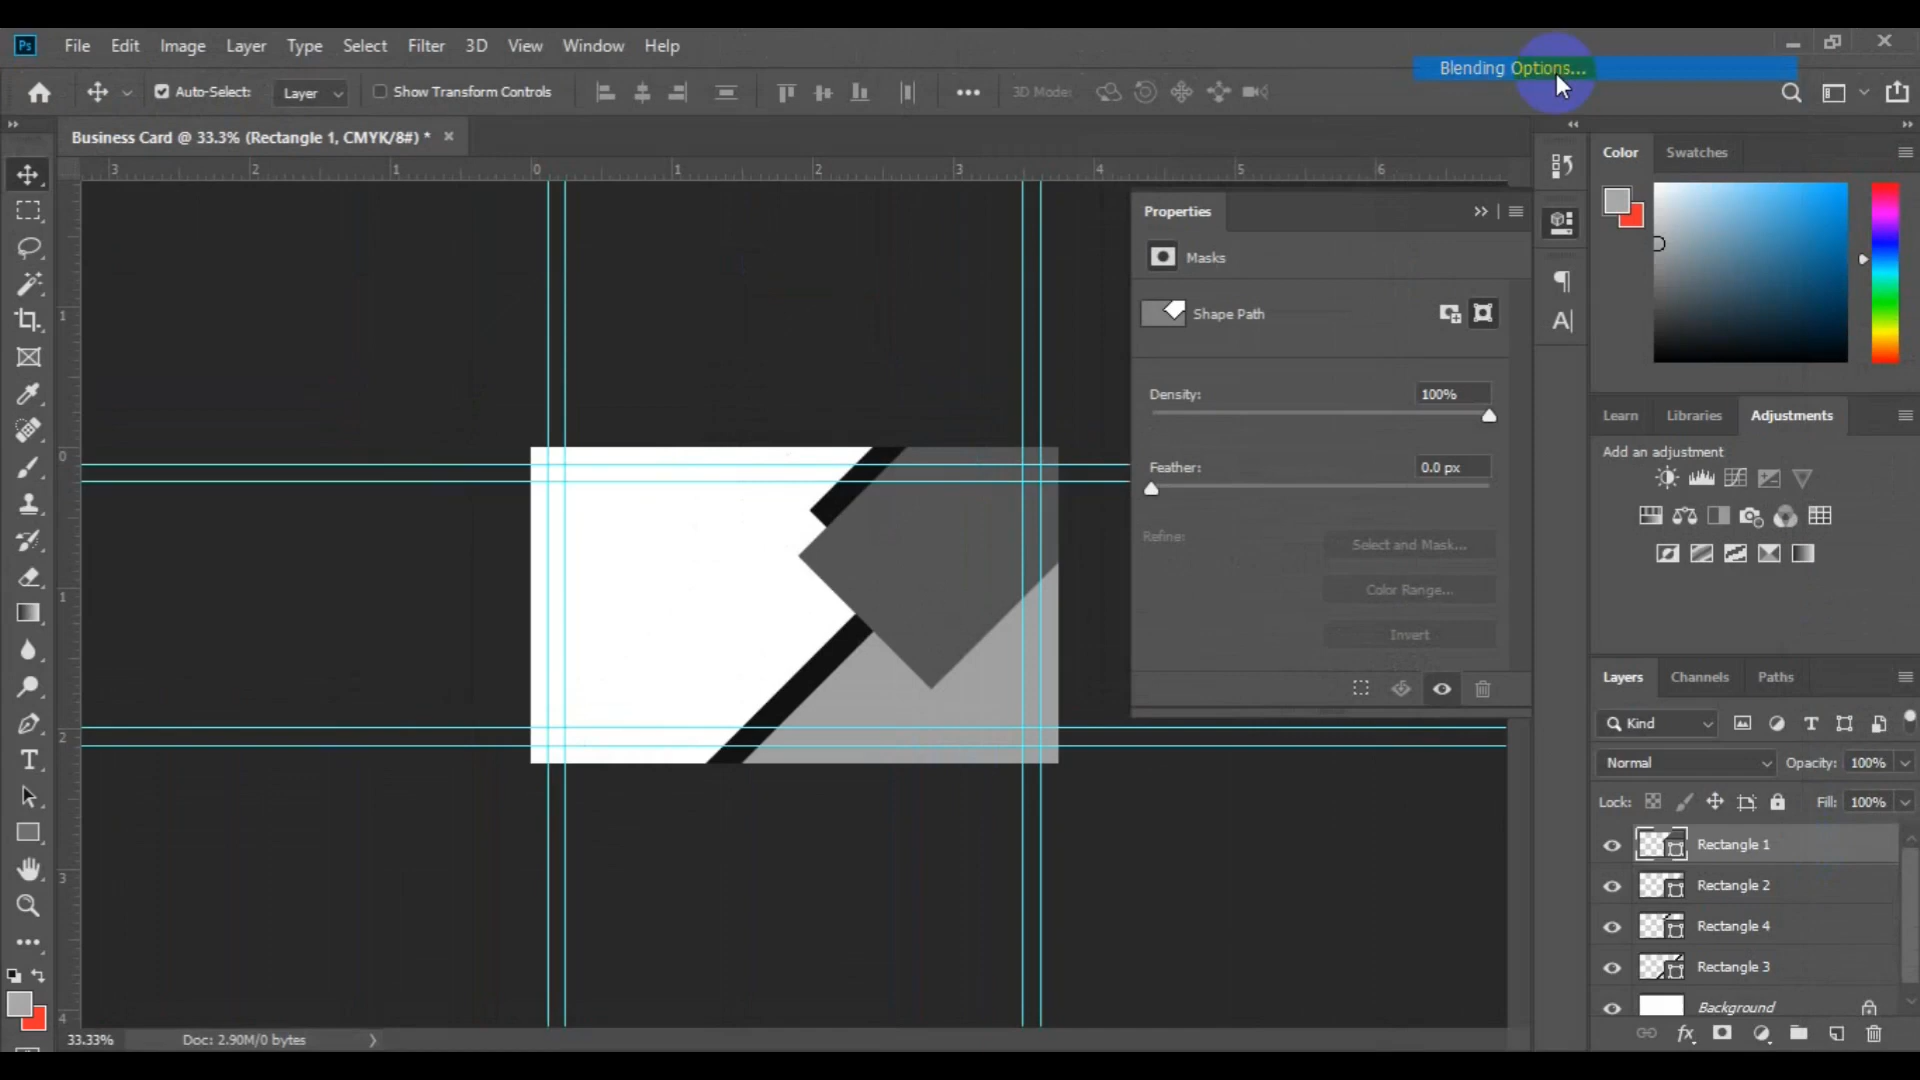 Ps File Edit Image Layer Type Select Filter 3D View Window Help
Blending Options...
Auto-Select: Layer Show Transform Controls 3D Mode:
Business Card @ 33.3% (Rectangle 1, CMYK/8#) *
3 2 1 0 1 2 3 4 5 6
1
0
1
2
3
4
Properties
Masks
Shape Path
Density: 100%
Feather: 0.0 px
Refine:
Select and Mask...
Color Range...
Invert
Color Swatches
Learn Libraries Adjustments
Add an adjustment
Layers Channels Paths
Kind
Normal Opacity: 100%
Lock: Fill: 100%
Rectangle 1
Rectangle 2
Rectangle 4
Rectangle 3
Background
33.33% Doc: 2.90M/0 bytes